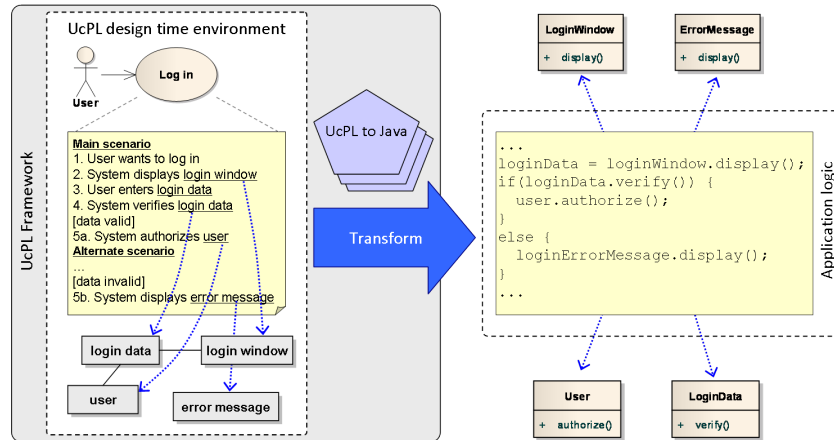 UcPL Framework
UcPL design time environment
User
Log in
Main scenario
1. User wants to log in
2. System displays login window
3. User enters login data
4. System verifies login data
[data valid]
5a. System authorizes user
Alternate scenario
...
[data invalid]
5b. System displays error message
login data
login window
user
error message
UcPL to Java
Transform
LoginWindow
+ display()
ErrorMessage
+ display()
Application logic
...
loginData = loginWindow.display();
if(loginData.verify()) {
user.authorize();
}
else {
loginErrorMessage.display();
}
...
User
+ authorize()
LoginData
+ verify()